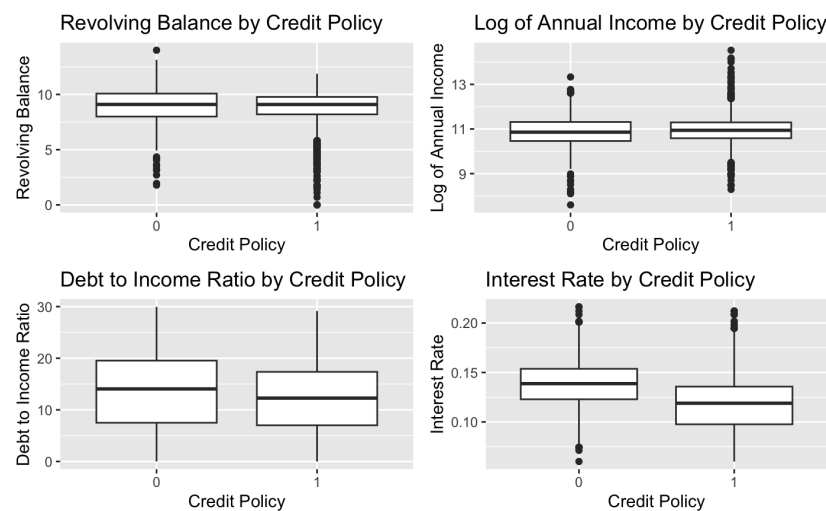 Revolving Balance by Credit Policy
Revolving Balance
10
5
0
0
1
Credit Policy
Log of Annual Income by Credit Policy
Log of Annual Income
13
11
9
0
1
Credit Policy
Debt to Income Ratio by Credit Policy
Debt to Income Ratio
30
20
10
0
0
1
Credit Policy
Interest Rate by Credit Policy
Interest Rate
0.20
0.15
0.10
0
1
Credit Policy